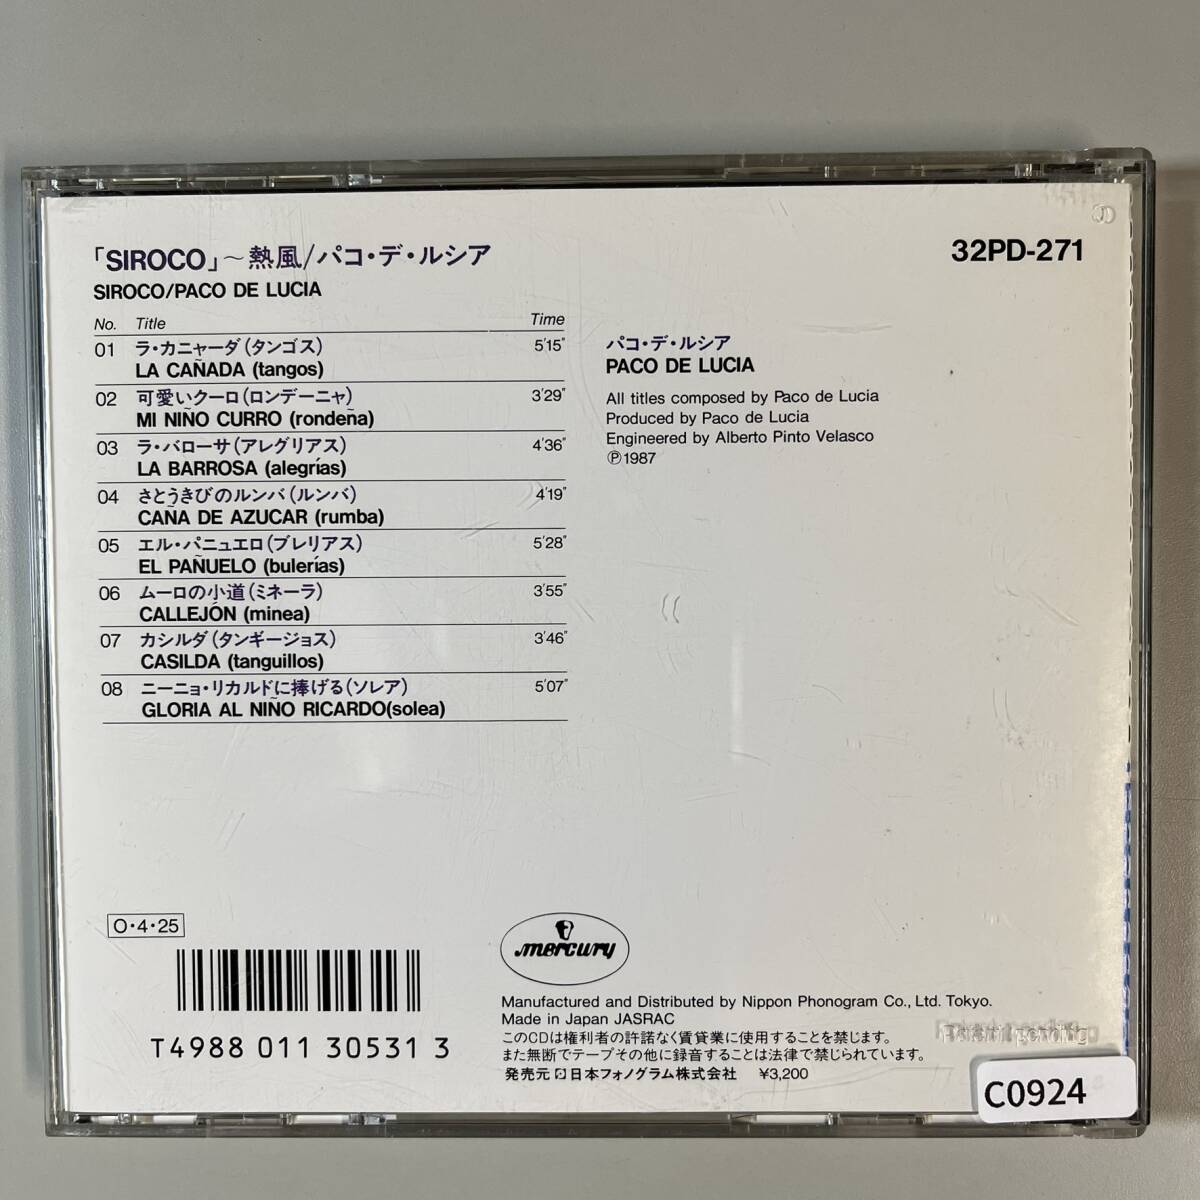 「SIROCO」〜熱風/パコ・デ・ルシア
SIROCO/PACO DE LUCIA
32PD-271
No. Title Time
01 ラ・カニャーダ(タンゴス) 5'15"
LA CAÑADA (tangos)
02 可愛いクーロ(ロンデーニャ) 3'29"
MI NIÑO CURRO (rondeña)
03 ラ・バローサ(アレグリアス) 4'36"
LA BARROSA (alegrías)
04 さとうきびのルンバ(ルンバ) 4'19"
CAÑA DE AZUCAR (rumba)
05 エル・パニュエロ(ブレリアス) 5'28"
EL PAÑUELO (bulerías)
06 ムーロの小道(ミネーラ) 3'55"
CALLEJÓN (minea)
07 カシルダ(タンギージョス) 3'46"
CASILDA (tanguillos)
08 ニーニョ・リカルドに捧げる(ソレア) 5'07"
GLORIA AL NIÑO RICARDO(solea)
パコ・デ・ルシア
PACO DE LUCIA
All titles composed by Paco de Lucia
Produced by Paco de Lucia
Engineered by Alberto Pinto Velasco
Ⓟ1987
O・4・25
T4988 011 30531 3
mercury
Manufactured and Distributed by Nippon Phonogram Co., Ltd. Tokyo.
Made in Japan JASRAC
このCDは権利者の許諾なく賃貸業に使用することを禁じます。
また無断でテープその他に録音することは法律で禁じられています。
発売元 日本フォノグラム株式会社 ¥3,200
Patent pending
C0924